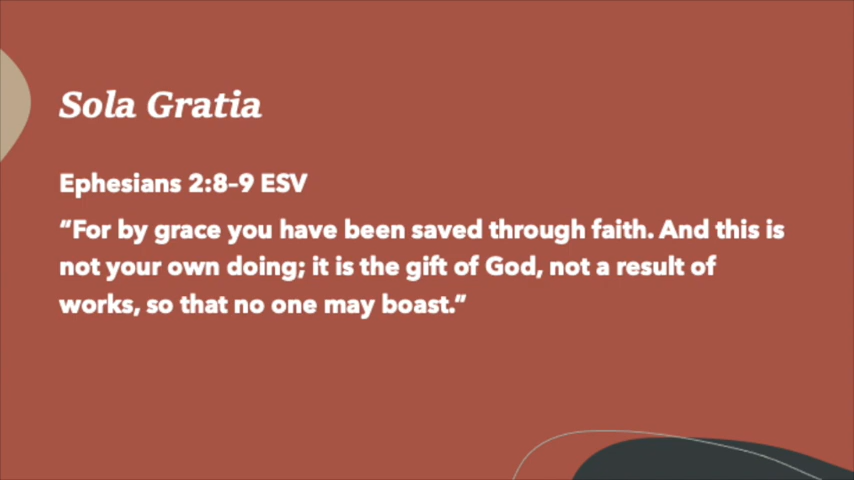 Sola Gratia
Ephesians 2:8–9 ESV
“For by grace you have been saved through faith. And this is
not your own doing; it is the gift of God, not a result of
works, so that no one may boast.”